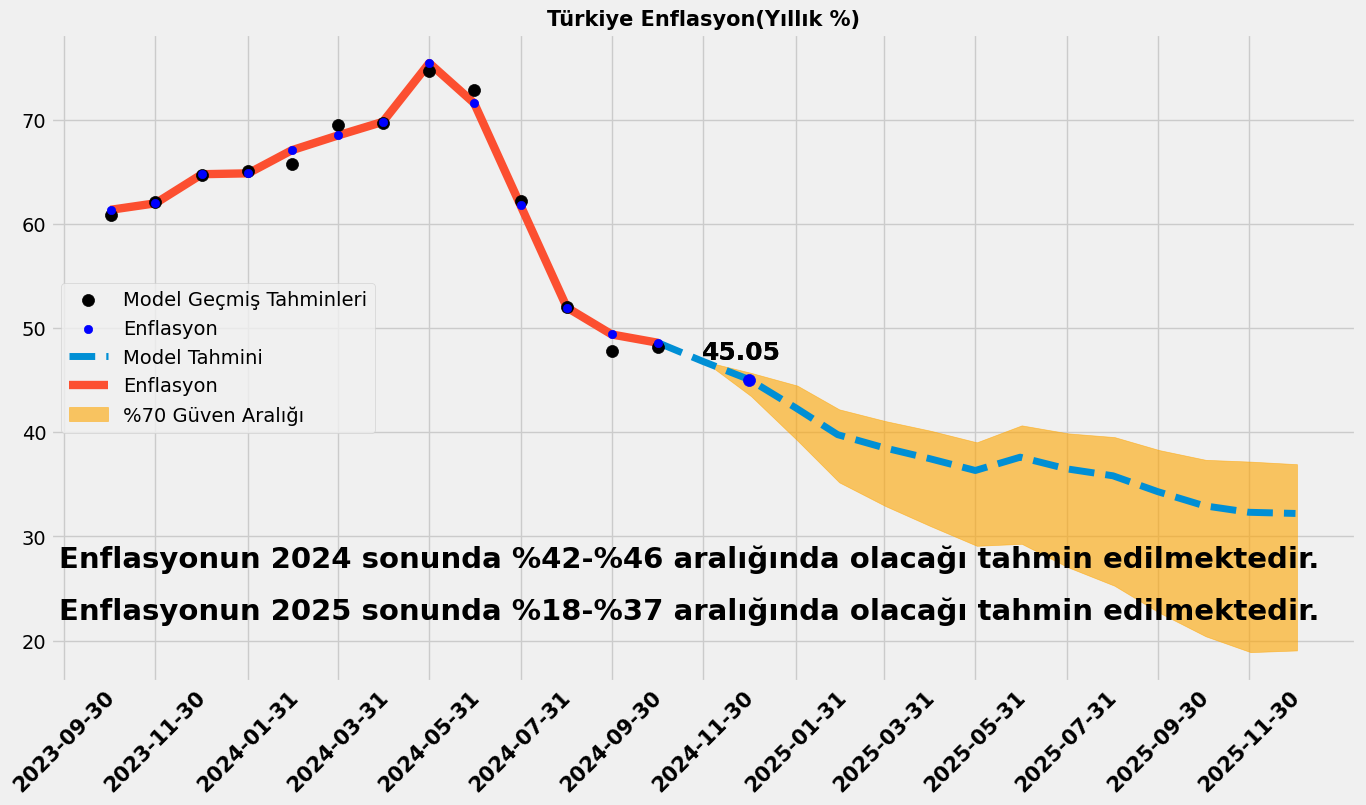 Türkiye Enflasyon(Yıllık %)
70
60
50
40
30
20
Model Geçmiş Tahminleri
Enflasyon
Model Tahmini
Enflasyon
%70 Güven Aralığı
45.05
Enflasyonun 2024 sonunda %42-%46 aralığında olacağı tahmin edilmektedir.
Enflasyonun 2025 sonunda %18-%37 aralığında olacağı tahmin edilmektedir.
2023-09-30
2023-11-30
2024-01-31
2024-03-31
2024-05-31
2024-07-31
2024-09-30
2024-11-30
2025-01-31
2025-03-31
2025-05-31
2025-07-31
2025-09-30
2025-11-30